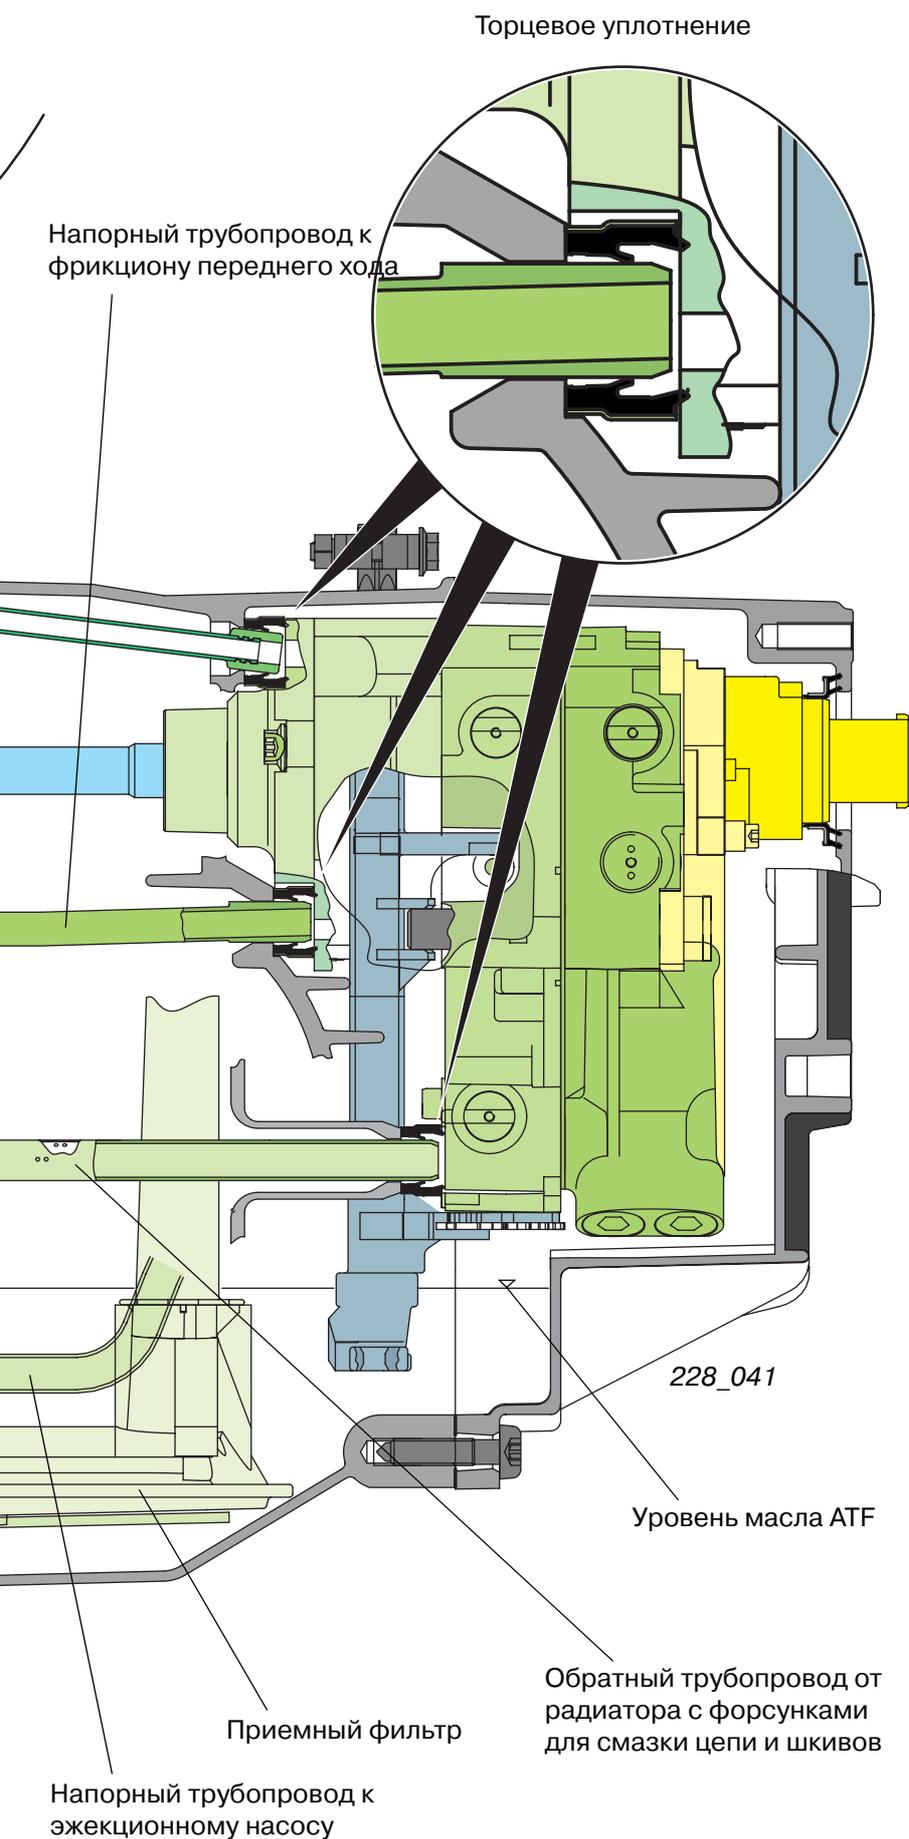 Торцевое уплотнение
Напорный трубопровод к
фрикциону переднего хода
228_041
Уровень масла ATF
Обратный трубопровод от
радиатора с форсунками
для смазки цепи и шкивов
Приемный фильтр
Напорный трубопровод к
эжекционному насосу